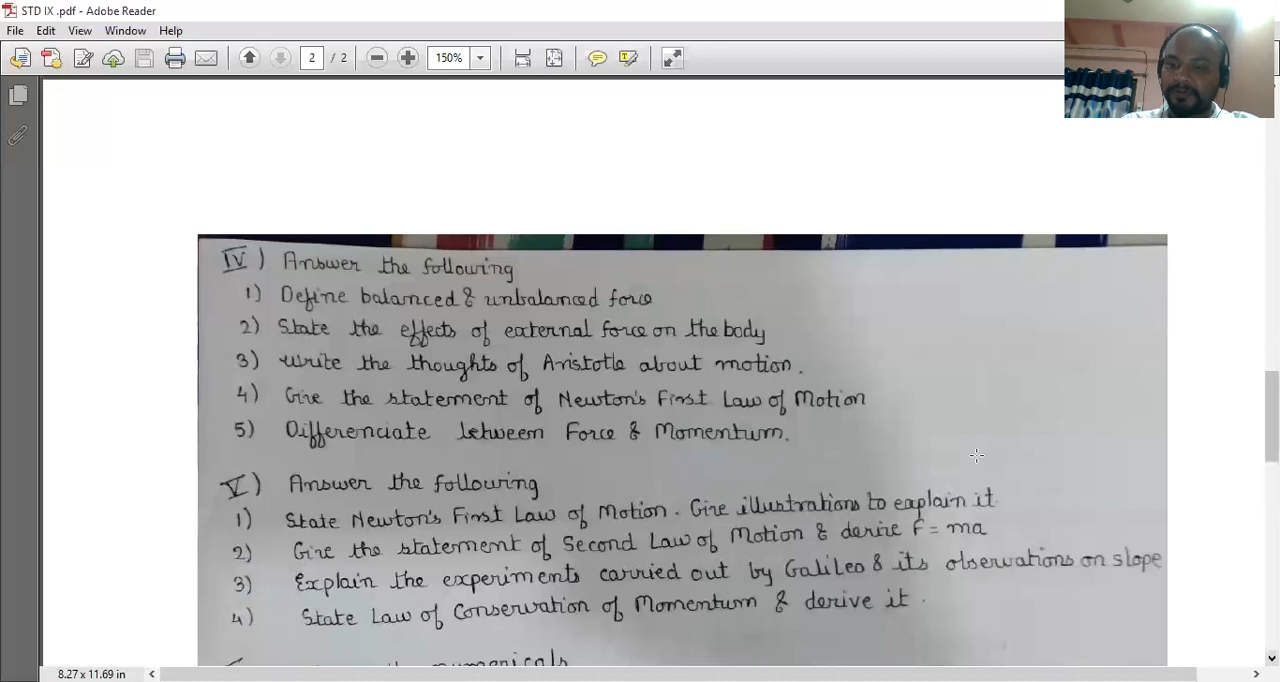 STD IX .pdf - Adobe Reader
File Edit View Window Help
2 / 2 150%
IV) Answer the following
1) Define balanced & unbalanced force
2) State the effects of external force on the body
3) write the thoughts of Aristotle about motion.
4) Give the statement of Newton's First Law of Motion
5) Differenciate between Force & Momentum.
V) Answer the following
1) State Newton's First Law of Motion. Give illustrations to explain it
2) Give the statement of Second Law of Motion & derive F = ma
3) Explain the experiments carried out by Galileo & its observations on slope
4) State Law of Conservation of Momentum & derive it.
numericals
8.27 x 11.69 in